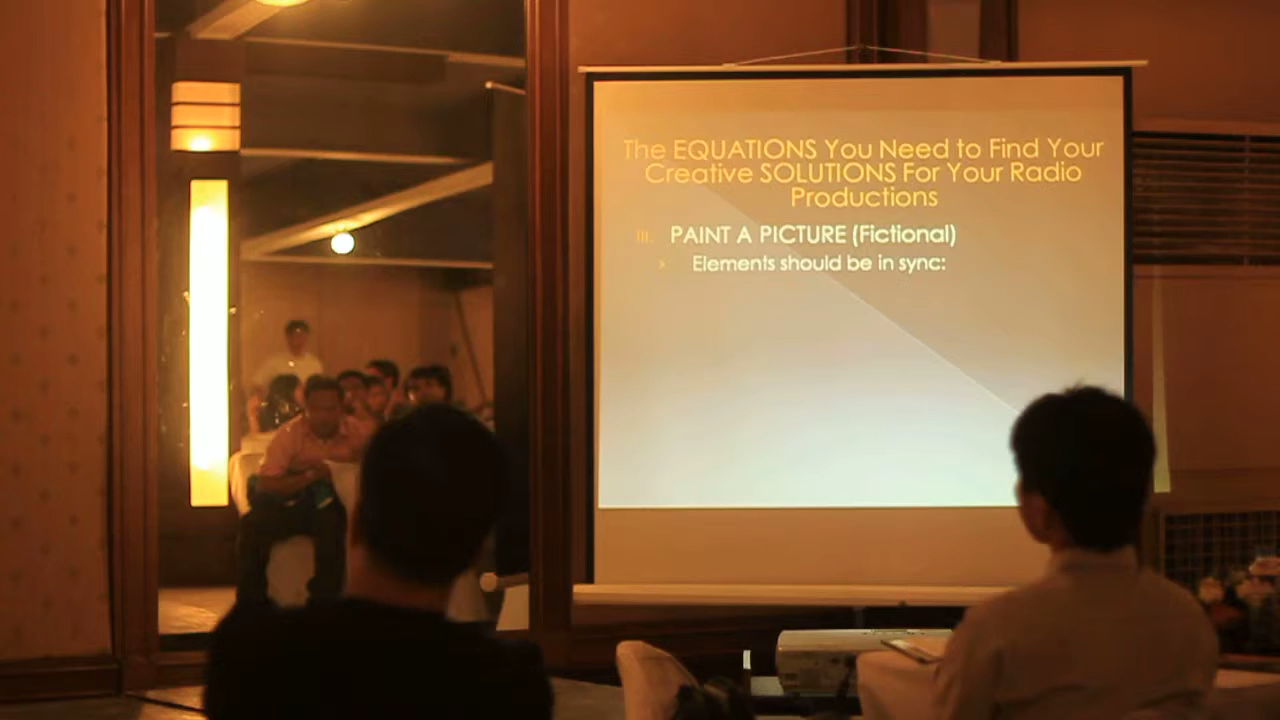 The EQUATIONS You Need to Find Your
Creative SOLUTIONS For Your Radio
Productions
III. PAINT A PICTURE (Fictional)
Elements should be in sync: